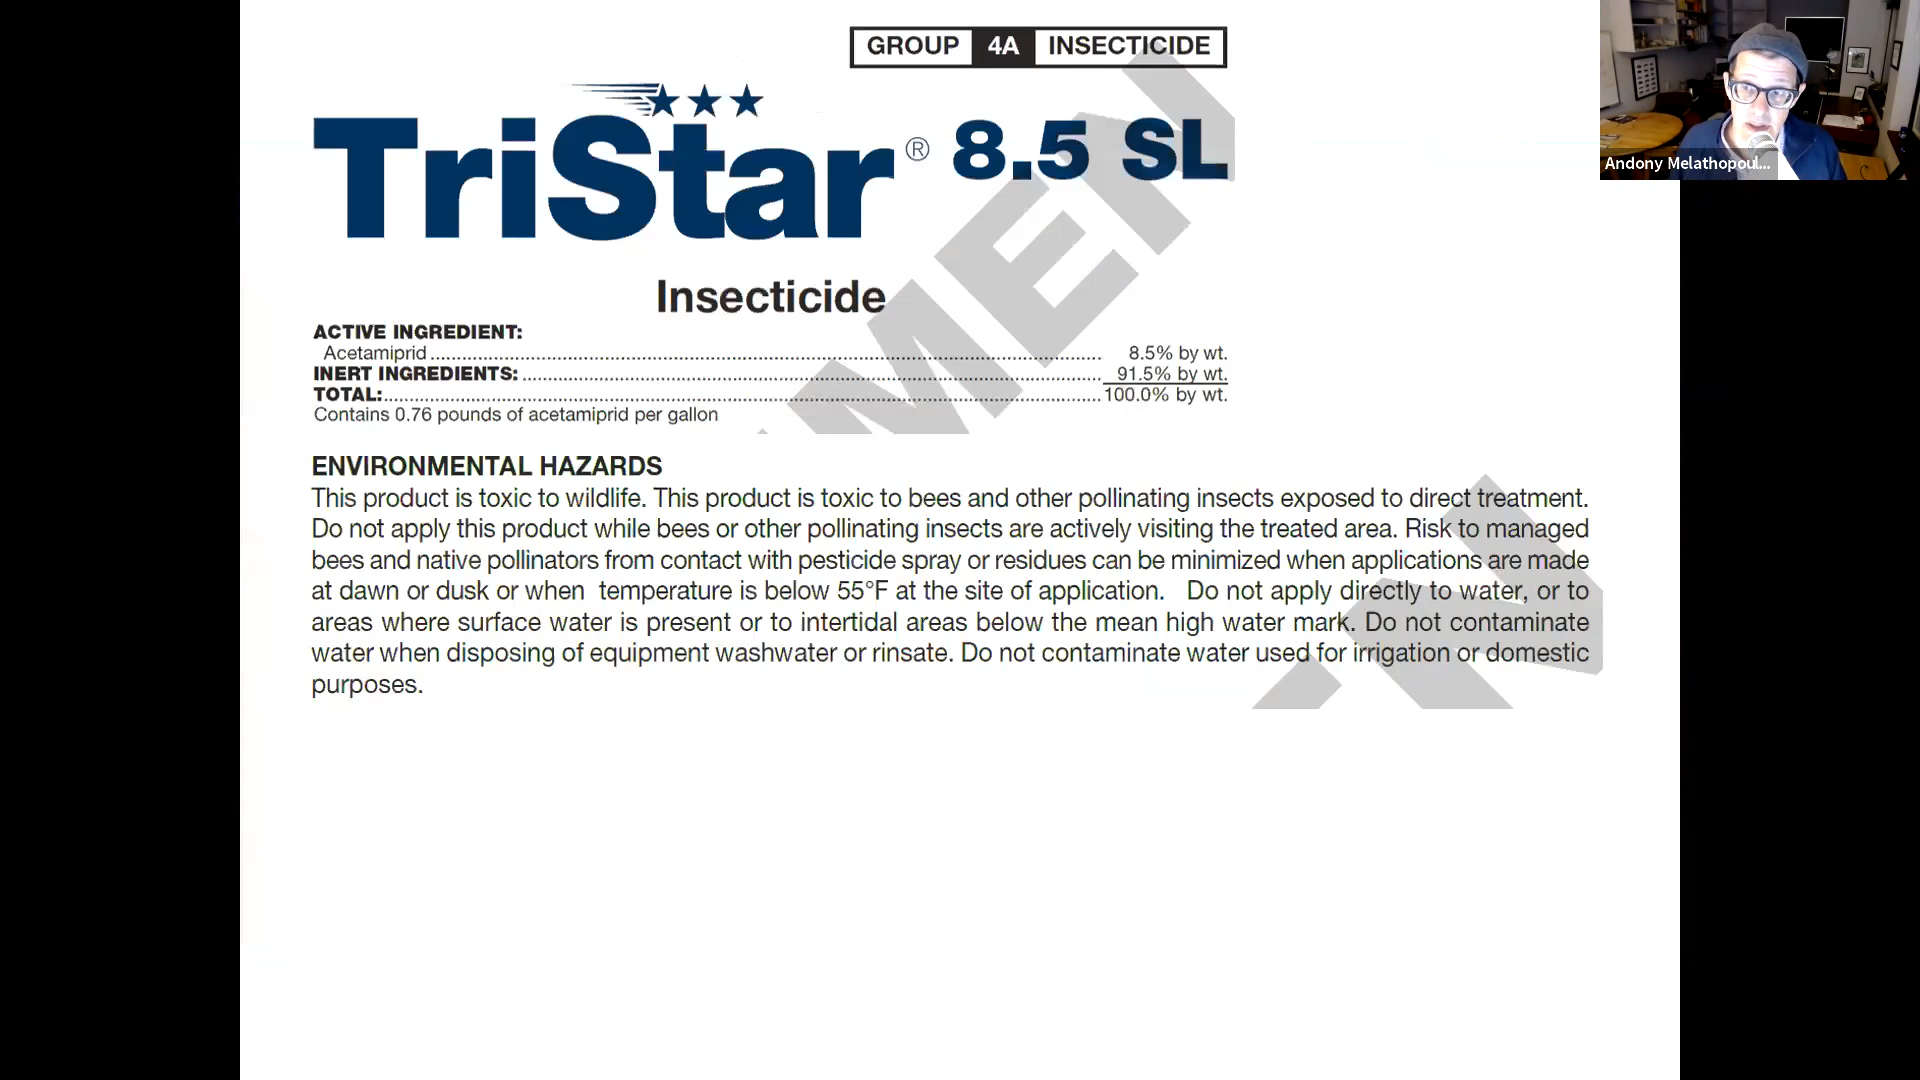 GROUP 4A INSECTICIDE
TriStar® 8.5 SL
Insecticide
ACTIVE INGREDIENT:
Acetamiprid ........ 8.5% by wt.
INERT INGREDIENTS: ........ 91.5% by wt.
TOTAL: ........ 100.0% by wt.
Contains 0.76 pounds of acetamiprid per gallon
ENVIRONMENTAL HAZARDS
This product is toxic to wildlife. This product is toxic to bees and other pollinating insects exposed to direct treatment.
Do not apply this product while bees or other pollinating insects are actively visiting the treated area. Risk to managed
bees and native pollinators from contact with pesticide spray or residues can be minimized when applications are made
at dawn or dusk or when temperature is below 55°F at the site of application. Do not apply directly to water, or to
areas where surface water is present or to intertidal areas below the mean high water mark. Do not contaminate
water when disposing of equipment washwater or rinsate. Do not contaminate water used for irrigation or domestic
purposes.
Andony Melathopoul...